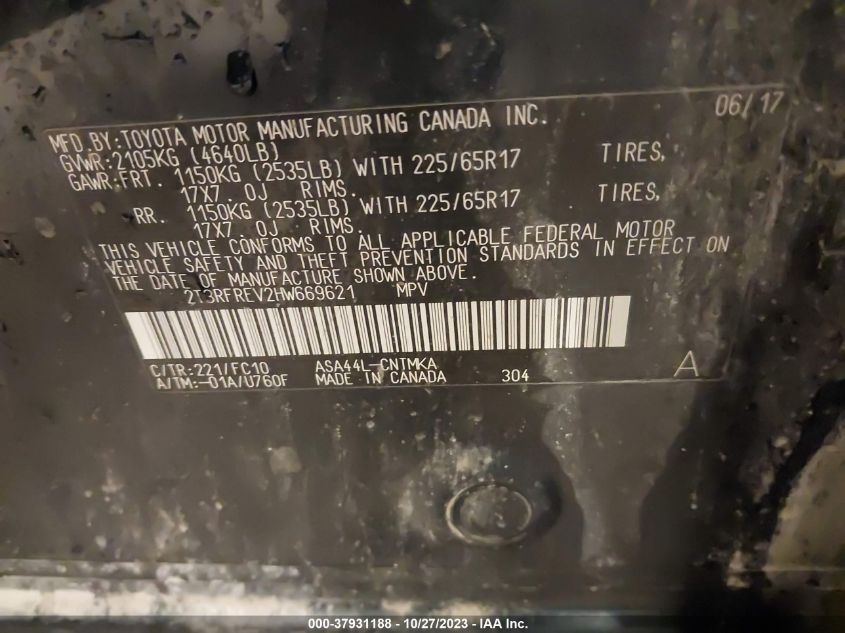 MFD.BY:TOYOTA MOTOR MANUFACTURING CANADA INC. 06/17
GVWR:2105KG (4640LB)
GAWR:FRT. 1150KG (2535LB) WITH 225/65R17 TIRES,
17X7.0J RIMS.
RR. 1150KG (2535LB) WITH 225/65R17 TIRES,
17X7.0J RIMS.
THIS VEHICLE CONFORMS TO ALL APPLICABLE FEDERAL MOTOR
VEHICLE SAFETY AND THEFT PREVENTION STANDARDS IN EFFECT ON
THE DATE OF MANUFACTURE SHOWN ABOVE.
2T3RFREV2HW669621 MPV
C/TR:221/FC10 ASA44L-CNTMKA
A/TM:-01A/U760F MADE IN CANADA 304 A
000-37931188 - 10/27/2023 - IAA Inc.